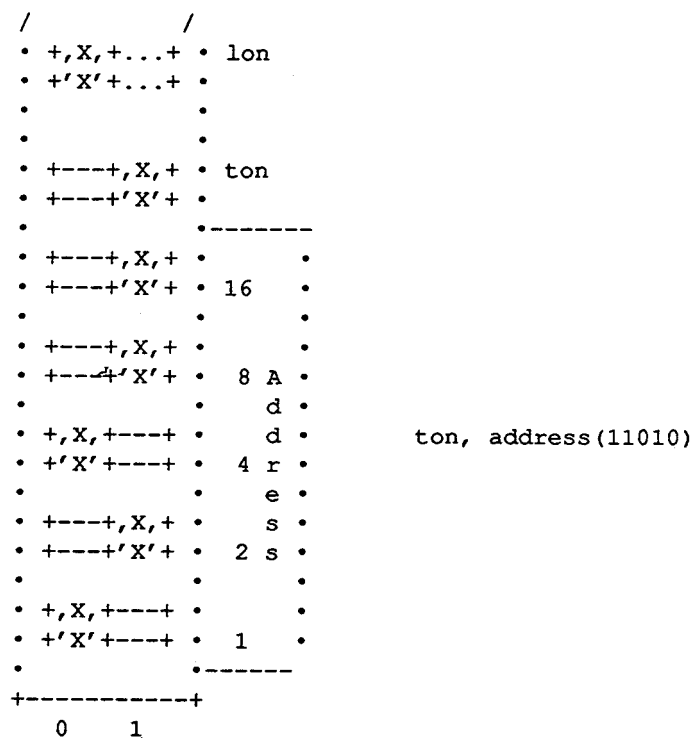 / /
• +,X,+...+ • lon
• +'X'+...+ •
• •
• •
• +---+,X,+ • ton
• +---+'X'+ •
• •-------
• +---+,X,+ • •
• +---+'X'+ • 16 •
• • •
• +---+,X,+ • •
• +---+'X'+ • 8 A •
• • d •
• +,X,+---+ • d • ton, address(11010)
• +'X'+---+ • 4 r •
• • e •
• +---+,X,+ • s •
• +---+'X'+ • 2 s •
• • •
• +,X,+---+ • •
• +'X'+---+ • 1 •
• •------
+-----------+
0 1